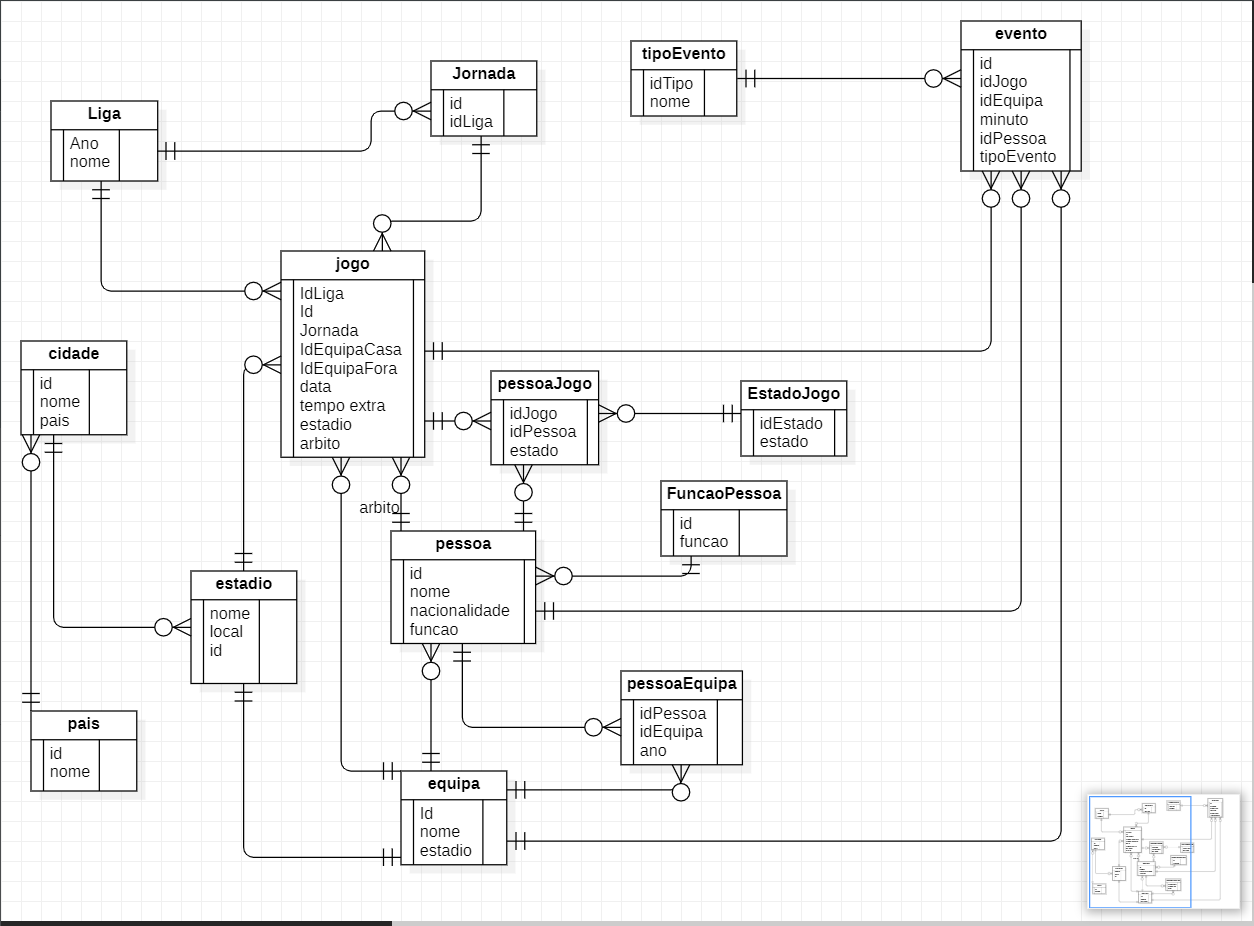 evento
id
idJogo
idEquipa
minuto
idPessoa
tipoEvento
tipoEvento
idTipo
nome
Jornada
id
idLiga
Liga
Ano
nome
jogo
IdLiga
Id
Jornada
IdEquipaCasa
IdEquipaFora
data
tempo extra
estadio
arbito
cidade
id
nome
pais
pessoaJogo
idJogo
idPessoa
estado
EstadoJogo
idEstado
estado
FuncaoPessoa
id
funcao
arbito
pessoa
id
nome
nacionalidade
funcao
estadio
nome
local
id
pessoaEquipa
idPessoa
idEquipa
ano
pais
id
nome
equipa
Id
nome
estadio